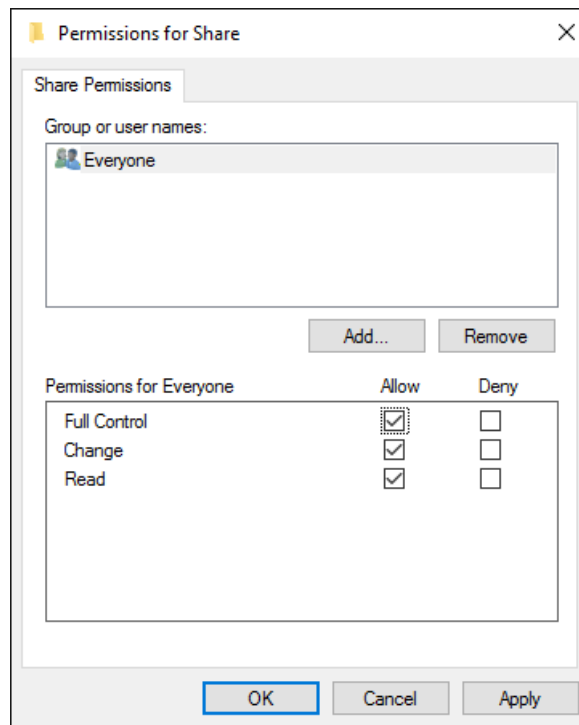 Permissions for Share
Share Permissions
Group or user names:
Everyone
Add... Remove
Permissions for Everyone Allow Deny
Full Control
Change
Read
OK Cancel Apply